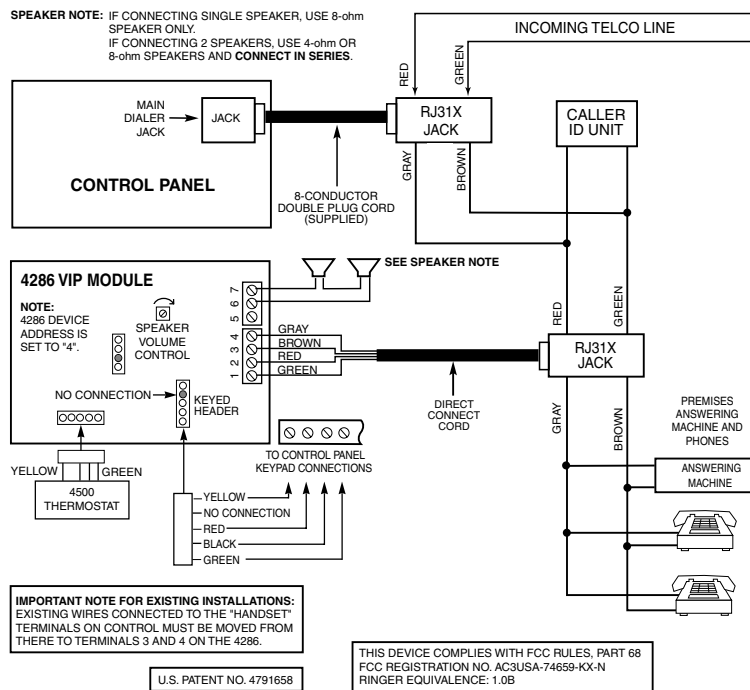 SPEAKER NOTE: IF CONNECTING SINGLE SPEAKER, USE 8-ohm
SPEAKER ONLY.
IF CONNECTING 2 SPEAKERS, USE 4-ohm OR
8-ohm SPEAKERS AND CONNECT IN SERIES.
INCOMING TELCO LINE
RED
GREEN
MAIN
DIALER
JACK
JACK
RJ31X
JACK
CALLER
ID UNIT
GRAY
BROWN
CONTROL PANEL
8-CONDUCTOR
DOUBLE PLUG CORD
(SUPPLIED)
4286 VIP MODULE
SEE SPEAKER NOTE
NOTE:
4286 DEVICE
ADDRESS IS
SET TO "4".
SPEAKER
VOLUME
CONTROL
7
6
5
4
3
2
1
GRAY
BROWN
RED
GREEN
RED
GREEN
RJ31X
JACK
NO CONNECTION
KEYED
HEADER
DIRECT
CONNECT
CORD
GRAY
BROWN
PREMISES
ANSWERING
MACHINE AND
PHONES
ANSWERING
MACHINE
TO CONTROL PANEL
KEYPAD CONNECTIONS
YELLOW
GREEN
4500
THERMOSTAT
YELLOW
NO CONNECTION
RED
BLACK
GREEN
IMPORTANT NOTE FOR EXISTING INSTALLATIONS:
EXISTING WIRES CONNECTED TO THE "HANDSET"
TERMINALS ON CONTROL MUST BE MOVED FROM
THERE TO TERMINALS 3 AND 4 ON THE 4286.
U.S. PATENT NO. 4791658
THIS DEVICE COMPLIES WITH FCC RULES, PART 68
FCC REGISTRATION NO. AC3USA-74659-KX-N
RINGER EQUIVALENCE: 1.0B